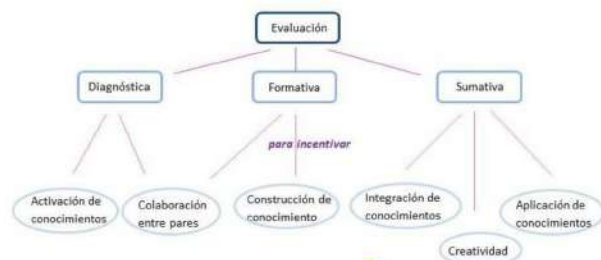 Evaluación
Diagnóstica
Formativa
Sumativa
para incentivar
Activación de
conocimientos
Colaboración
entre pares
Construcción de
conocimiento
Integración de
conocimientos
Creatividad
Aplicación de
conocimientos